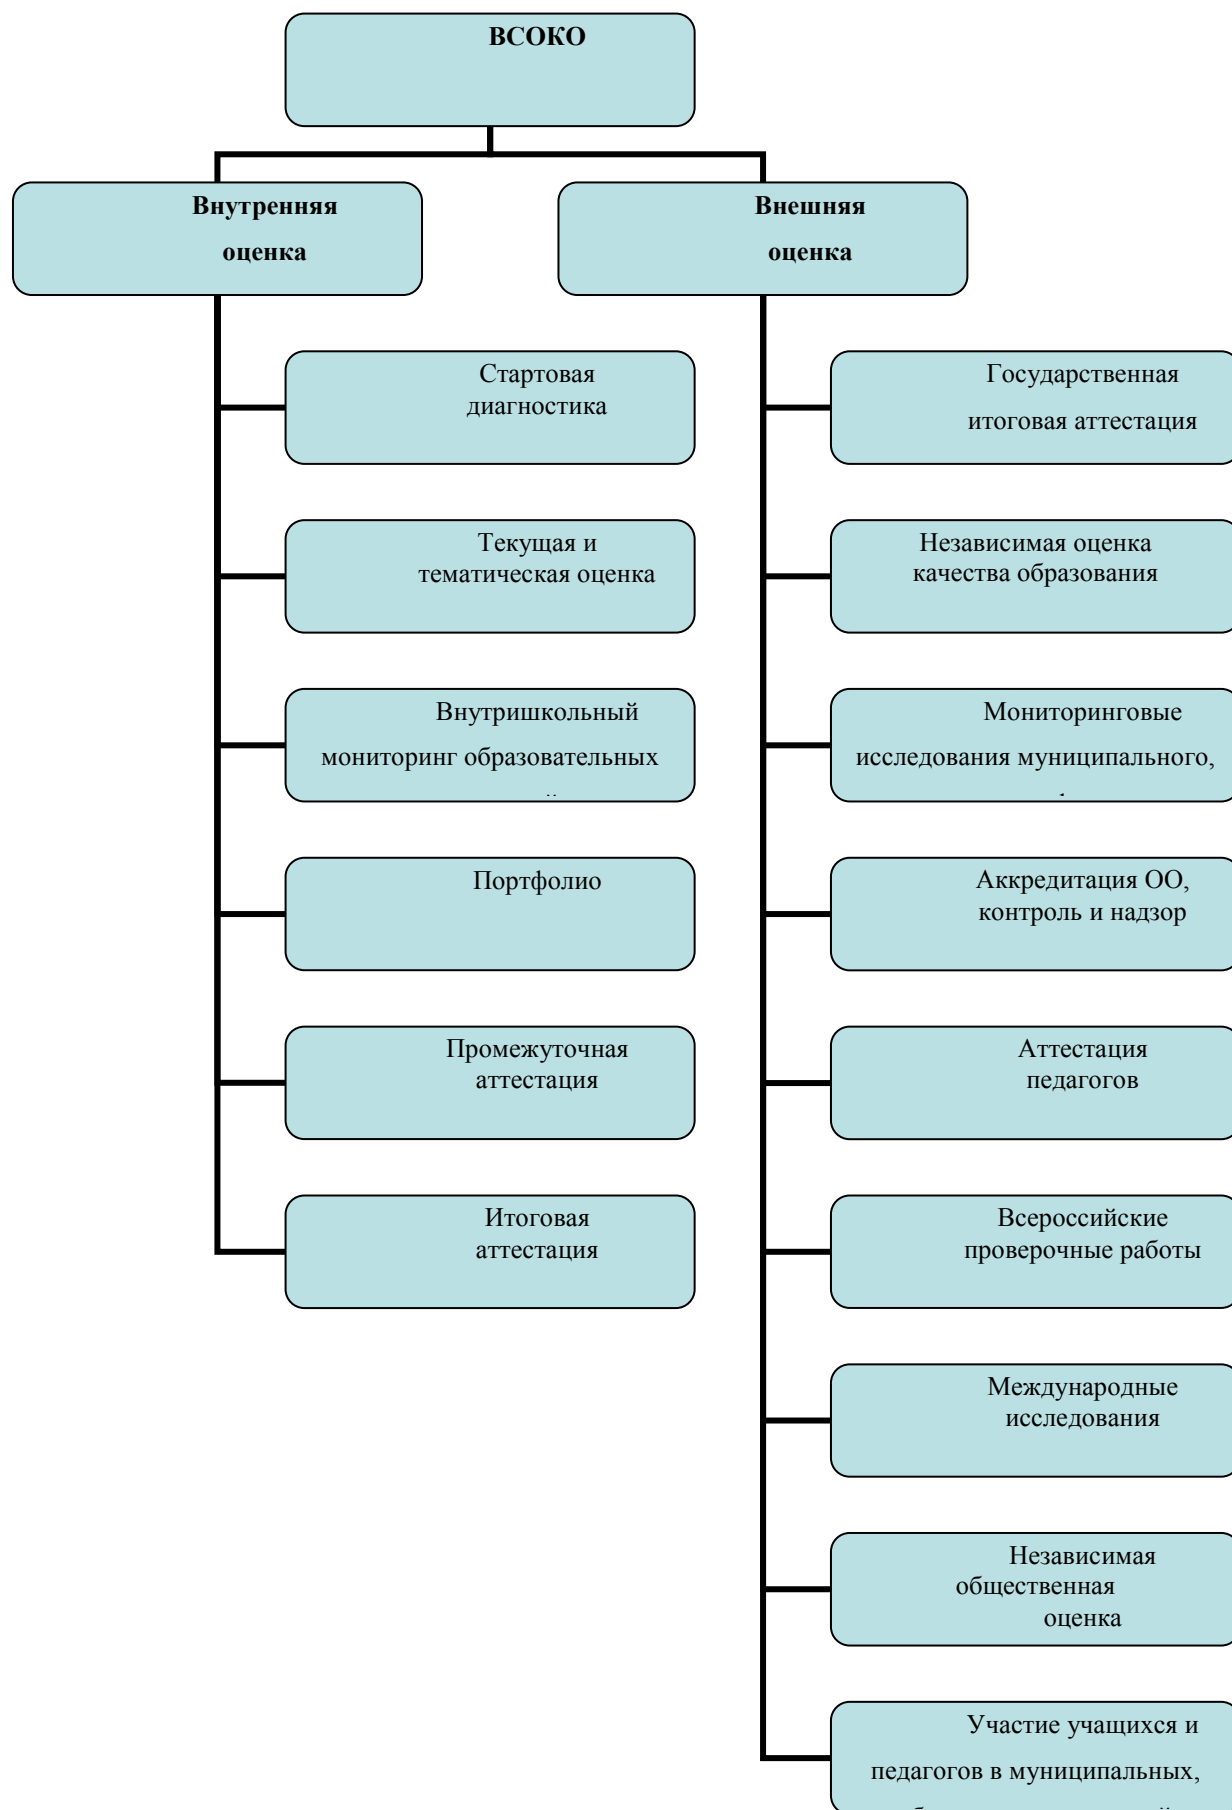 ВСОКО
Внутренняя
оценка
Внешняя
оценка
Стартовая
диагностика
Текущая и
тематическая оценка
Внутришкольный
мониторинг образовательных
Портфолио
Промежуточная
аттестация
Итоговая
аттестация
Государственная
итоговая аттестация
Независимая оценка
качества образования
Мониторинговые
исследования муниципального,
Аккредитация ОО,
контроль и надзор
Аттестация
педагогов
Всероссийские
проверочные работы
Международные
исследования
Независимая
общественная
оценка
Участие учащихся и
педагогов в муниципальных,